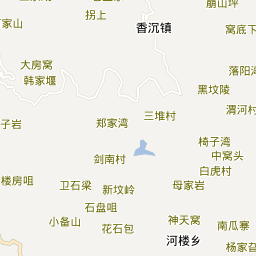 崩山坪
家山
拐上
香沉镇
窝底
大房窝
韩家堰
落阳湾
黑坟陵
渭河村
郑家湾
三堆村
子岩
椅子湾
中窝头
剑南村
白虎村
楼房咀
卫石梁
新坟岭
母家岩
石盘咀
小备山
花石包
神天窝
南瓜寨
河楼乡
杨家